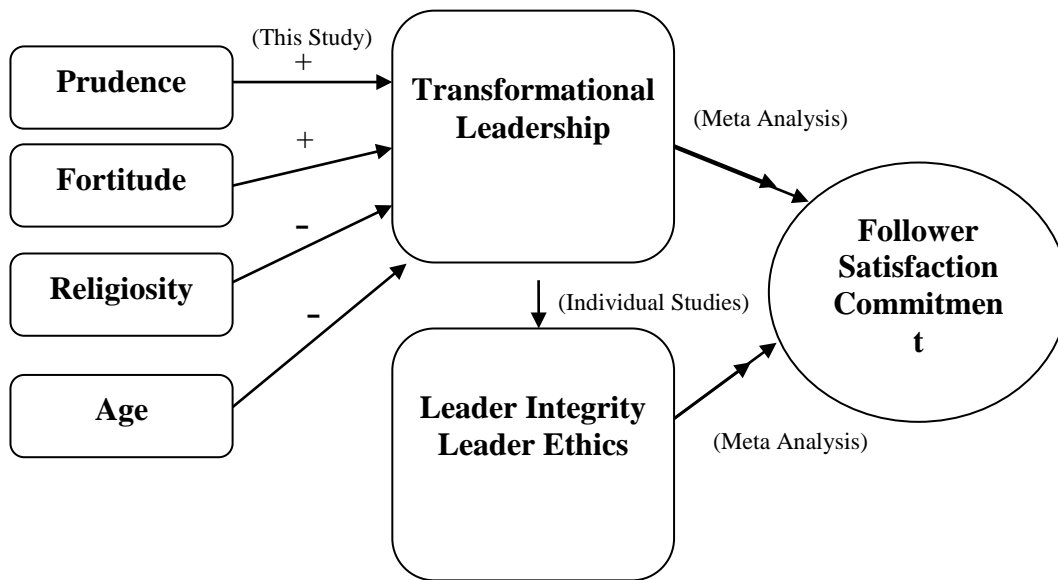 (This Study)
+
Prudence
Transformational
Leadership
(Meta Analysis)
+
Fortitude
-
Religiosity
-
Age
(Individual Studies)
Follower
Satisfaction
Commitmen
t
Leader Integrity
Leader Ethics
(Meta Analysis)